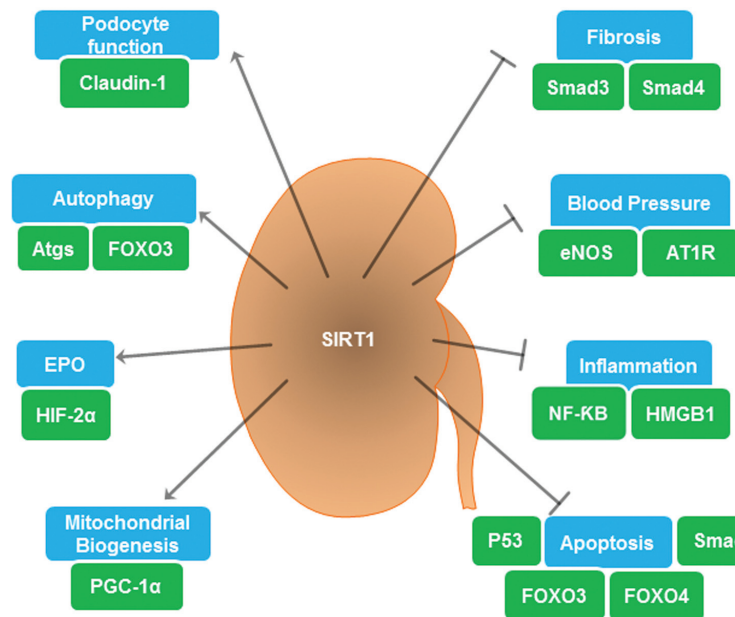 Podocyte
function
Claudin-1
Fibrosis
Smad3
Smad4
Autophagy
Atgs
FOXO3
Blood Pressure
eNOS
AT1R
SIRT1
EPO
HIF-2α
Inflammation
NF-ƘB
HMGB1
Mitochondrial
Biogenesis
PGC-1α
P53
Apoptosis
FOXO3
FOXO4